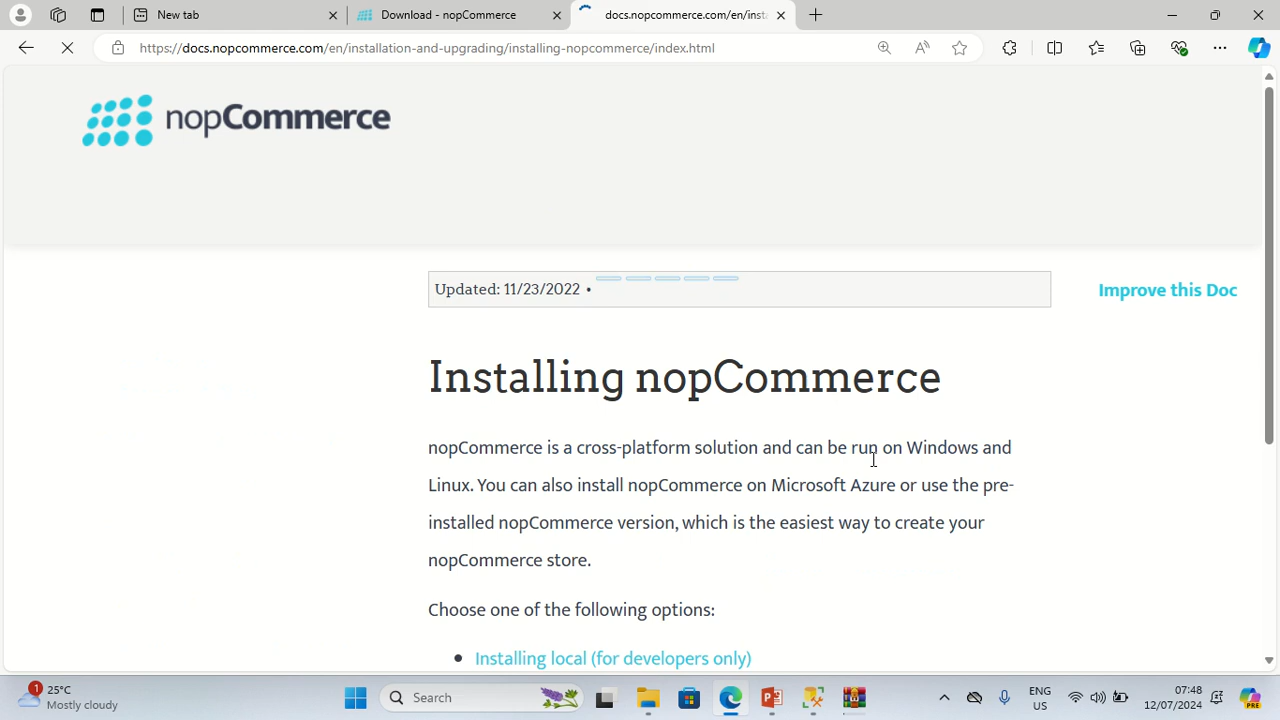 New tab
Download - nopCommerce
docs.nopcommerce.com/en/insta
https://docs.nopcommerce.com/en/installation-and-upgrading/installing-nopcommerce/index.html
nopCommerce
Updated: 11/23/2022 •
Improve this Doc
Installing nopCommerce
nopCommerce is a cross-platform solution and can be run on Windows and
Linux. You can also install nopCommerce on Microsoft Azure or use the pre-
installed nopCommerce version, which is the easiest way to create your
nopCommerce store.
Choose one of the following options:
• Installing local (for developers only)
1
25°C
Mostly cloudy
Search
ENG
US
07:48
12/07/2024
PRE